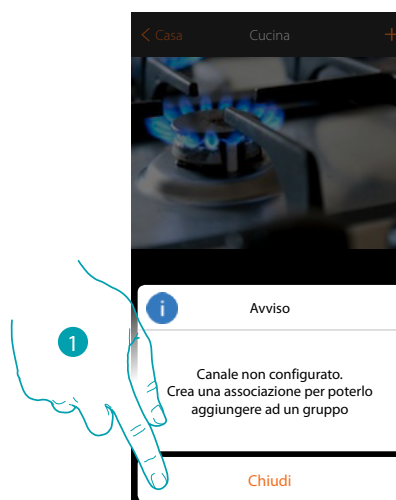 < Casa Cucina +
i Avviso
1
Canale non configurato.
Crea una associazione per poterlo
aggiungere ad un gruppo
Chiudi